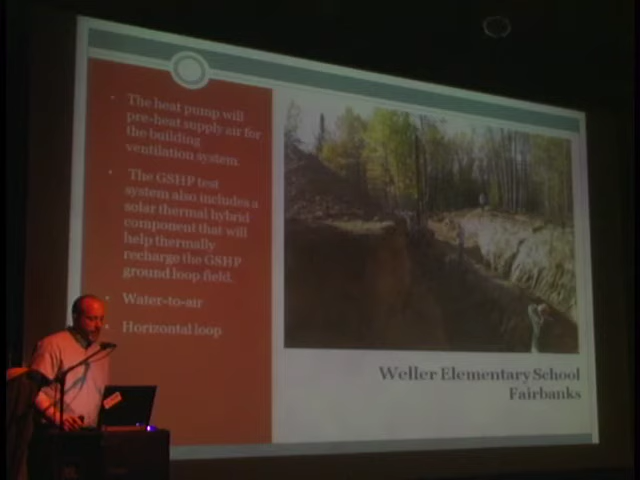 The heat pump will
pre-heat supply air for
the building
ventilation system.
The GSHP test
system also includes a
solar thermal hybrid
component that will
help thermally
recharge the GSHP
ground loop field.
Water-to-air
Horizontal loop
Weller Elementary School
Fairbanks